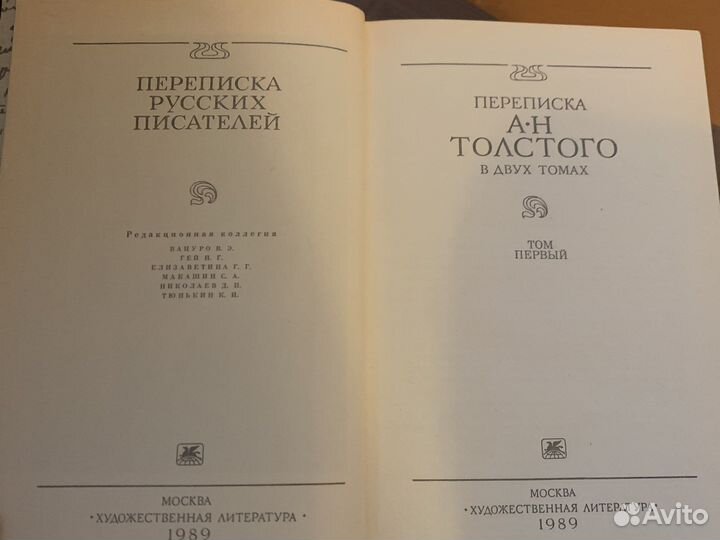 ПЕРЕПИСКА
РУССКИХ
ПИСАТЕЛЕЙ
Редакционная коллегия
ВАЦУРО В. Э.
ГЕЙ Н. Г.
ЕЛИЗАВЕТИНА Г. Г.
МАКАШИН С. А.
НИКОЛАЕВ Д. П.
ТЮНЬКИН К. И.
МОСКВА
· ХУДОЖЕСТВЕННАЯ ЛИТЕРАТУРА ·
1989
ПЕРЕПИСКА
А·Н
ТОЛСТОГО
В ДВУХ ТОМАХ
ТОМ
ПЕРВЫЙ
МОСКВА
· ХУДОЖЕСТВЕННАЯ ЛИТЕРАТУРА ·
1989
Avito